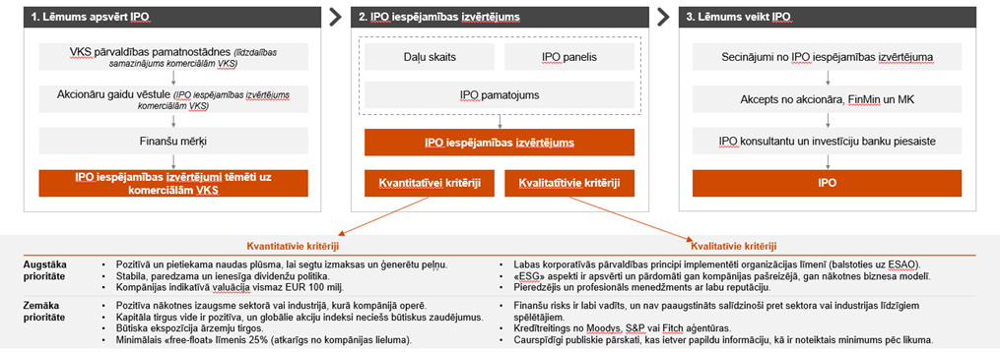 1. Lēmums apsvērt IPO
VKS pārvaldības pamatnostādnes (līdzdalības
samazinājums komerciālām VKS)
Akcionāru gaidu vēstule (IPO iespējamības izvērtējums
komerciālām VKS)
Finanšu mērķi
IPO iespējamības izvērtējumi tēmēti uz
komerciālām VKS
2. IPO iespējamības izvērtējums
Daļu skaits
IPO panelis
IPO pamatojums
IPO iespējamības izvērtējums
Kvantitatīvei kritēriji
Kvalitatītivie kritēriji
3. Lēmums veikt IPO
Secinājumi no IPO iespējamības izvērtējuma
Akcepts no akcionāra, FinMin un MK
IPO konsultantu un investīciju banku piesaiste
IPO
Kvantitatīvie kritēriji
Kvalitatīvie kritēriji
Augstāka
prioritāte
• Pozitīvā un pietiekama naudas plūsma, lai segtu izmaksas un ģenerētu peļņu.
• Stabila, paredzama un ienesīga dividenžu politika.
• Kompānijas indikatīvā valuācija vismaz EUR 100 milj.
• Labas korporatīvās pārvaldības principi implementēti organizācijas līmenī (balstoties uz ESAO).
• «ESG» aspekti ir apsvērti un pārdomāti gan kompānijas pašreizējā, gan nākotnes biznesa modelī.
• Pieredzējis un profesionāls menedžments ar labu reputāciju.
Zemāka
prioritāte
• Pozitīva nākotnes izaugsme sektorā vai industrijā, kurā kompānija operē.
• Kapitāla tirgus vide ir pozitīva, un globālie akciju indeksi neciešs būtiskus zaudējumus.
• Būtiska ekspozīcija ārzemju tirgos.
• Minimālais «free-float» līmenis 25% (atkarīgs no kompānijas lieluma).
• Finanšu risks ir labi vadīts, un nav paaugstināts salīdzinoši pret sektora vai industrijas līdzīgiem
spēlētājiem.
• Kredītreitings no Moodys, S&P vai Fitch aģentūras.
• Caurspīdīgi publiskie pārskati, kas ietver papildu informāciju, kā ir noteiktais minimums pēc likuma.